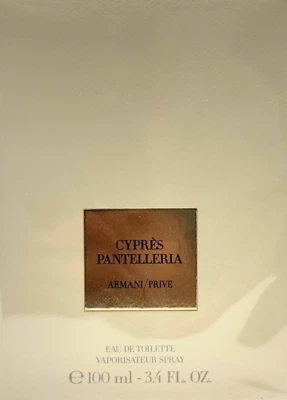 CYPRÈS
PANTELLERIA
ARMANI/PRIVÉ
EAU DE TOILETTE
VAPORISATEUR SPRAY
℮ 100 ml - 3.4 FL. OZ.